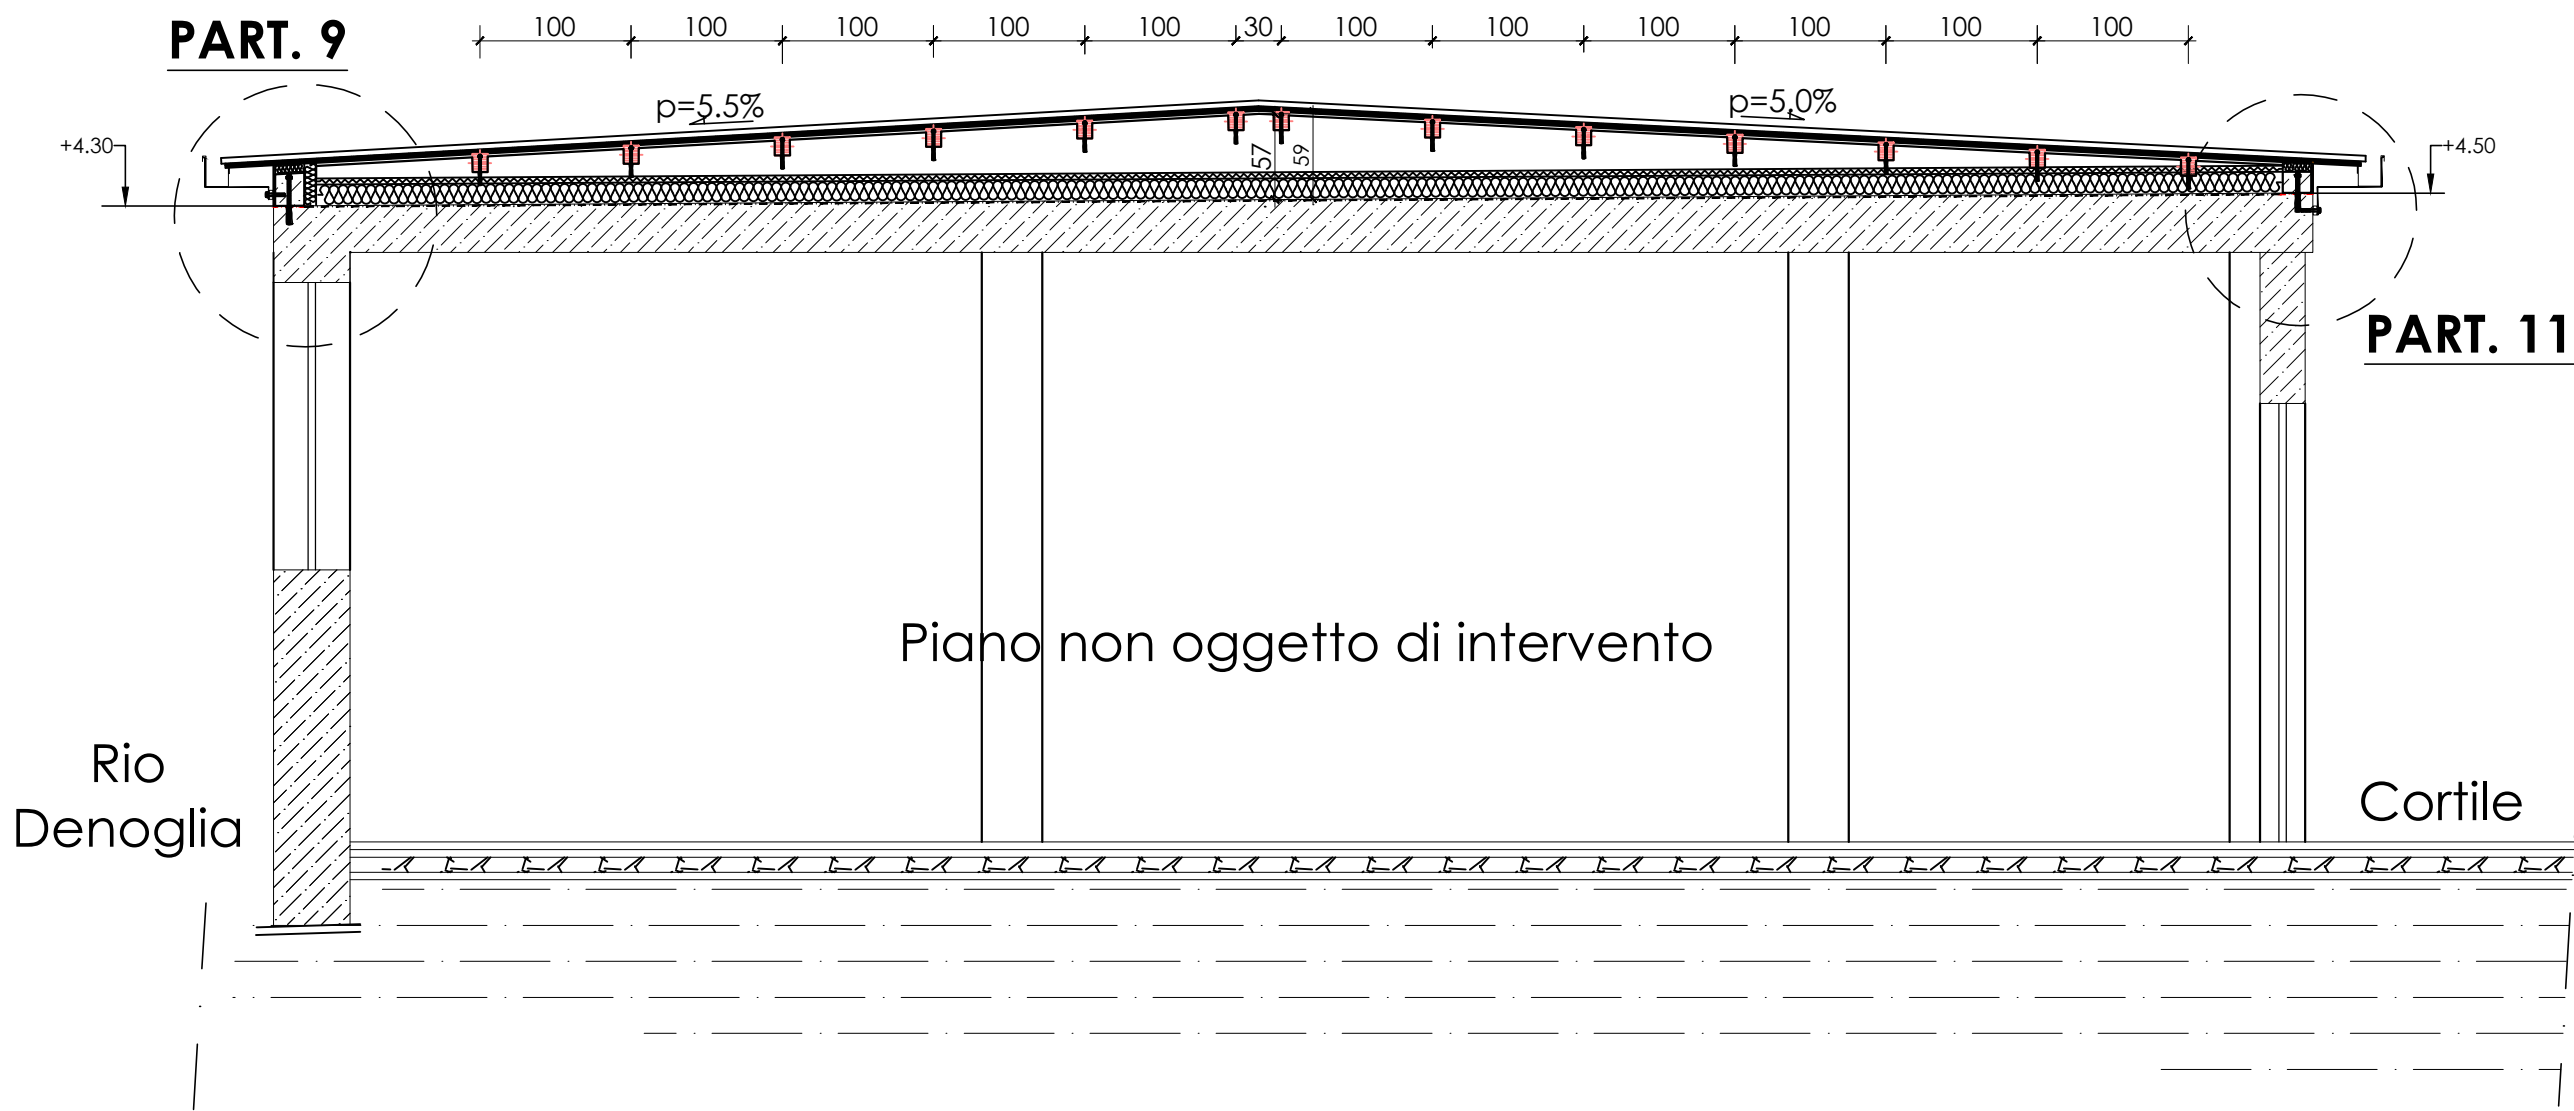 PART. 9
100 100 100 100 100 30 100 100 100 100 100 100
p=5.5%
p=5.0%
+4.30
57
59
+4.50
PART. 11
Piano non oggetto di intervento
Rio
Denoglia
Cortile